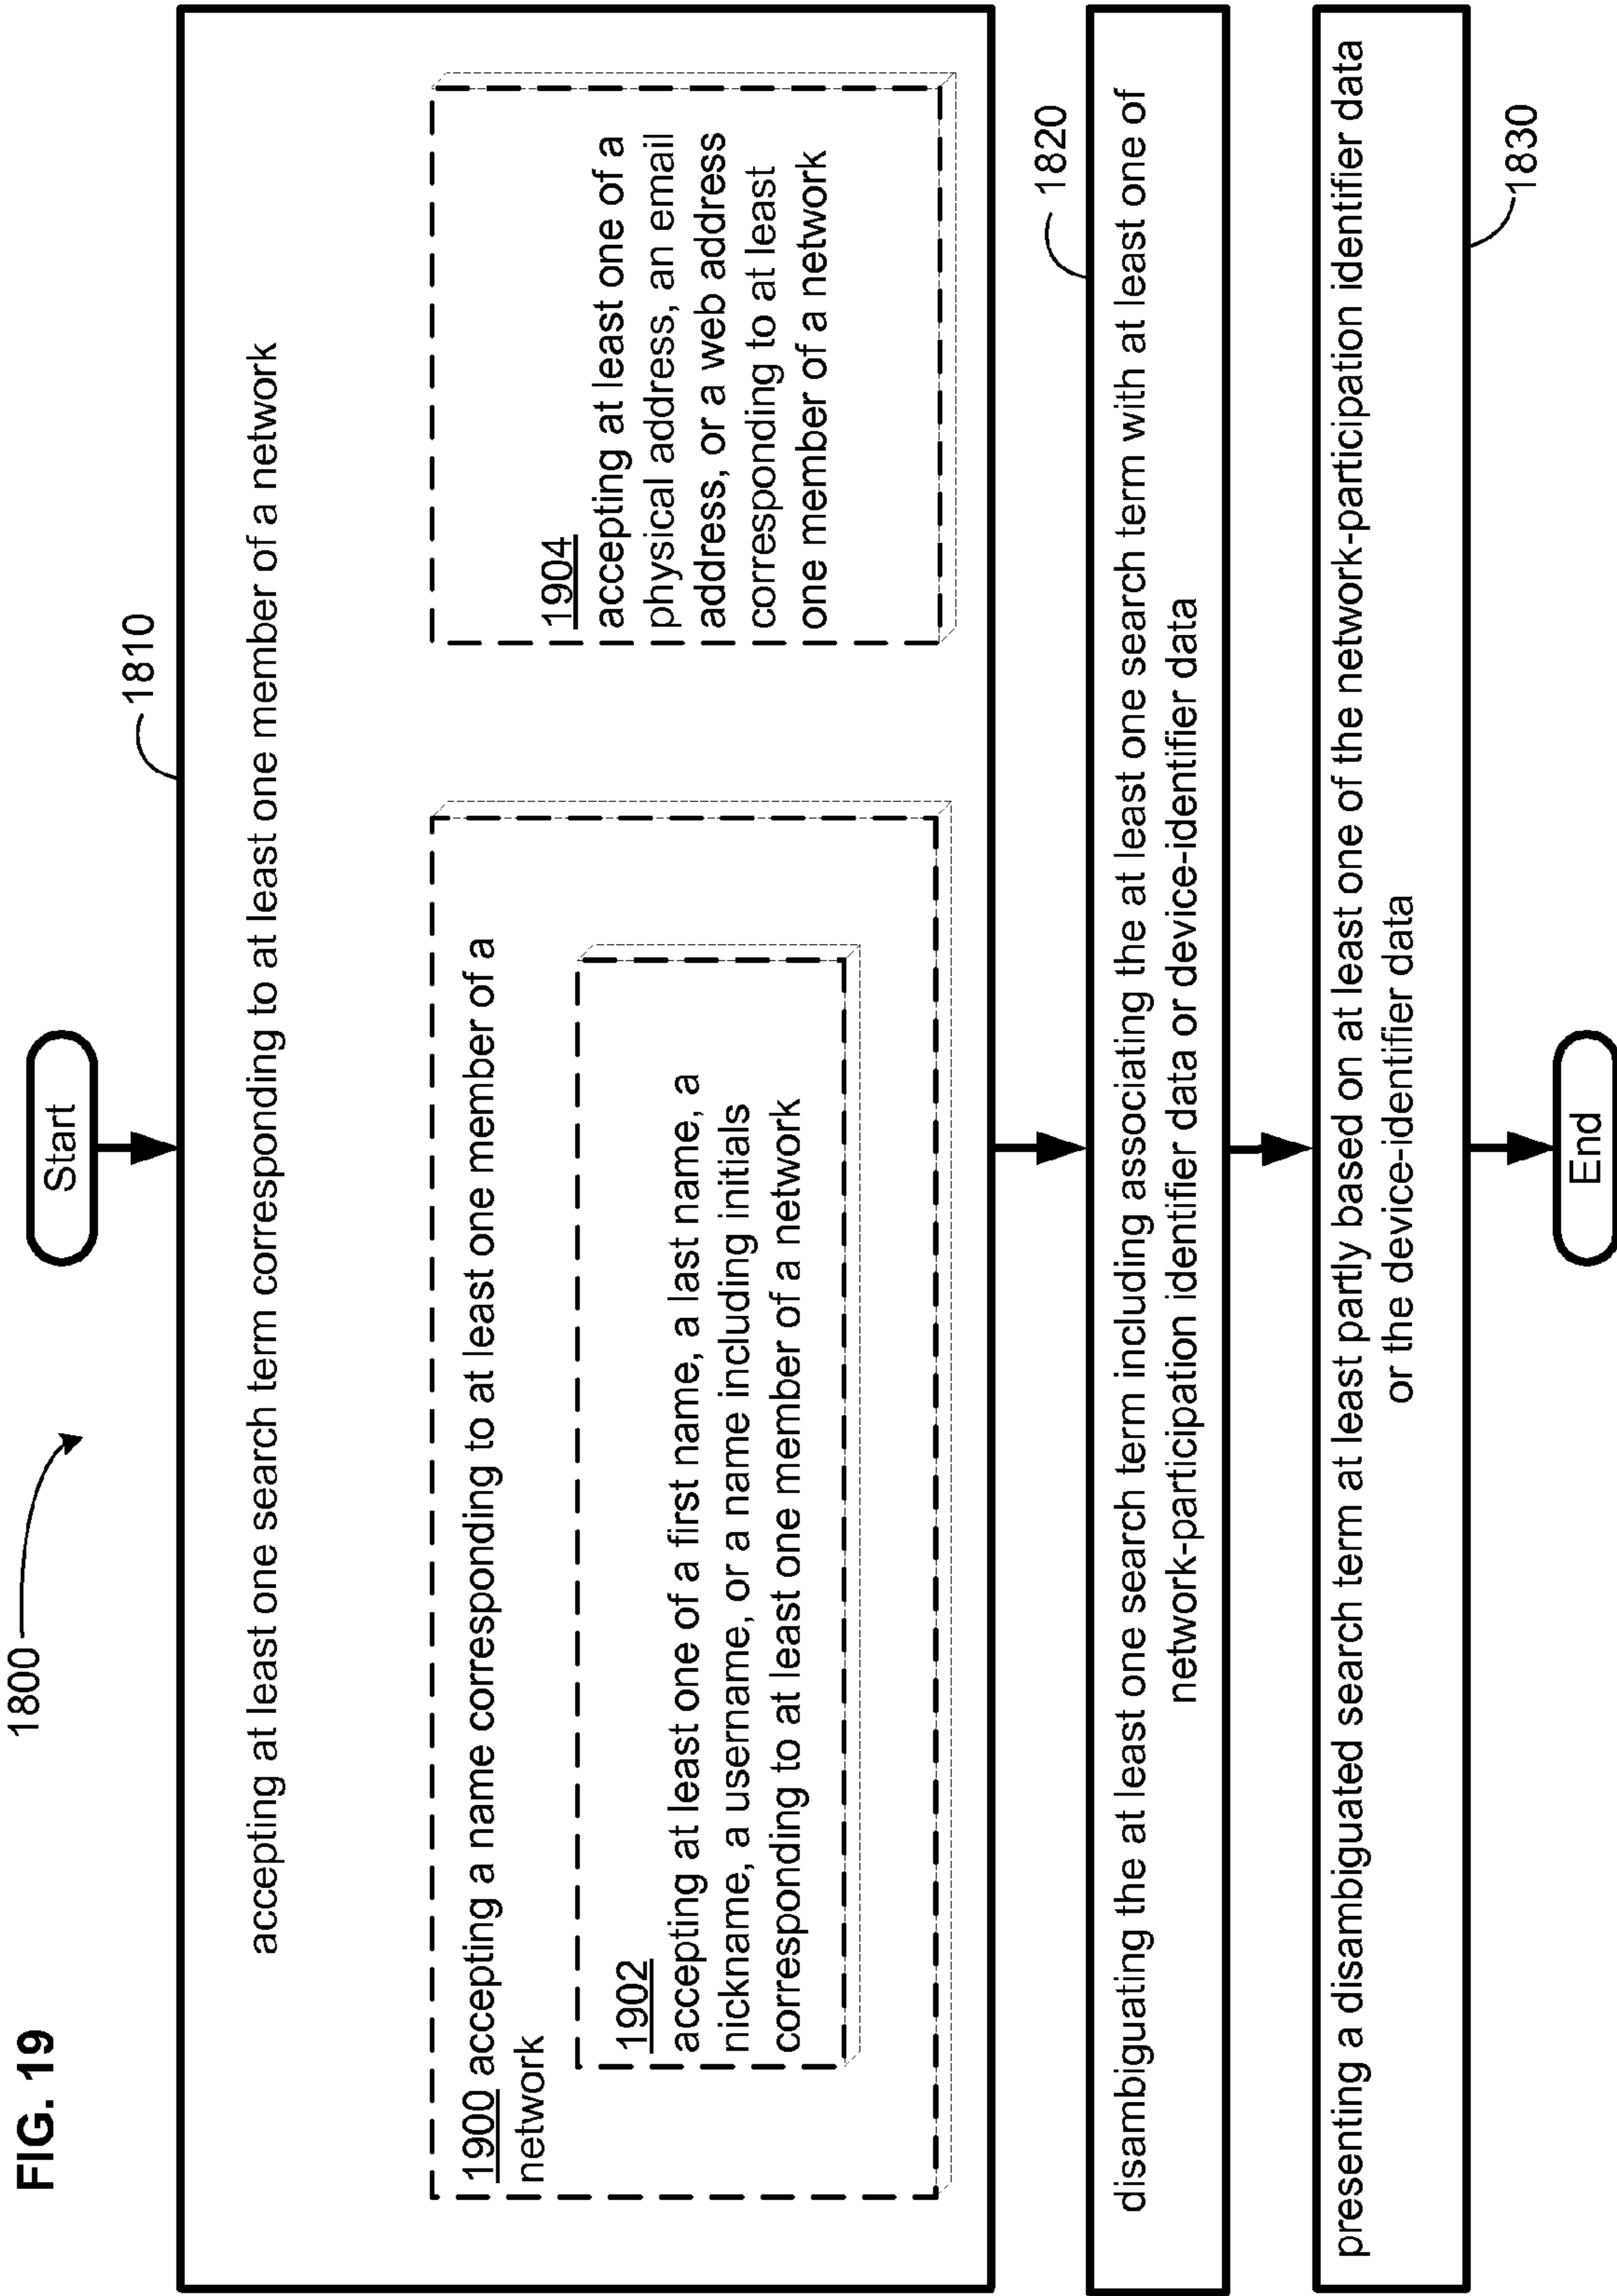 FIG. 19
1800
Start
1810
accepting at least one search term corresponding to at least one member of a network
1900 accepting a name corresponding to at least one member of a
network
1902
accepting at least one of a first name, a last name, a
nickname, a username, or a name including initials
corresponding to at least one member of a network
1904
accepting at least one of a
physical address, an email
address, or a web address
corresponding to at least
one member of a network
1820
disambiguating the at least one search term including associating the at least one search term with at least one of
network-participation identifier data or device-identifier data
presenting a disambiguated search term at least partly based on at least one of the network-participation identifier data
or the device-identifier data
1830
End